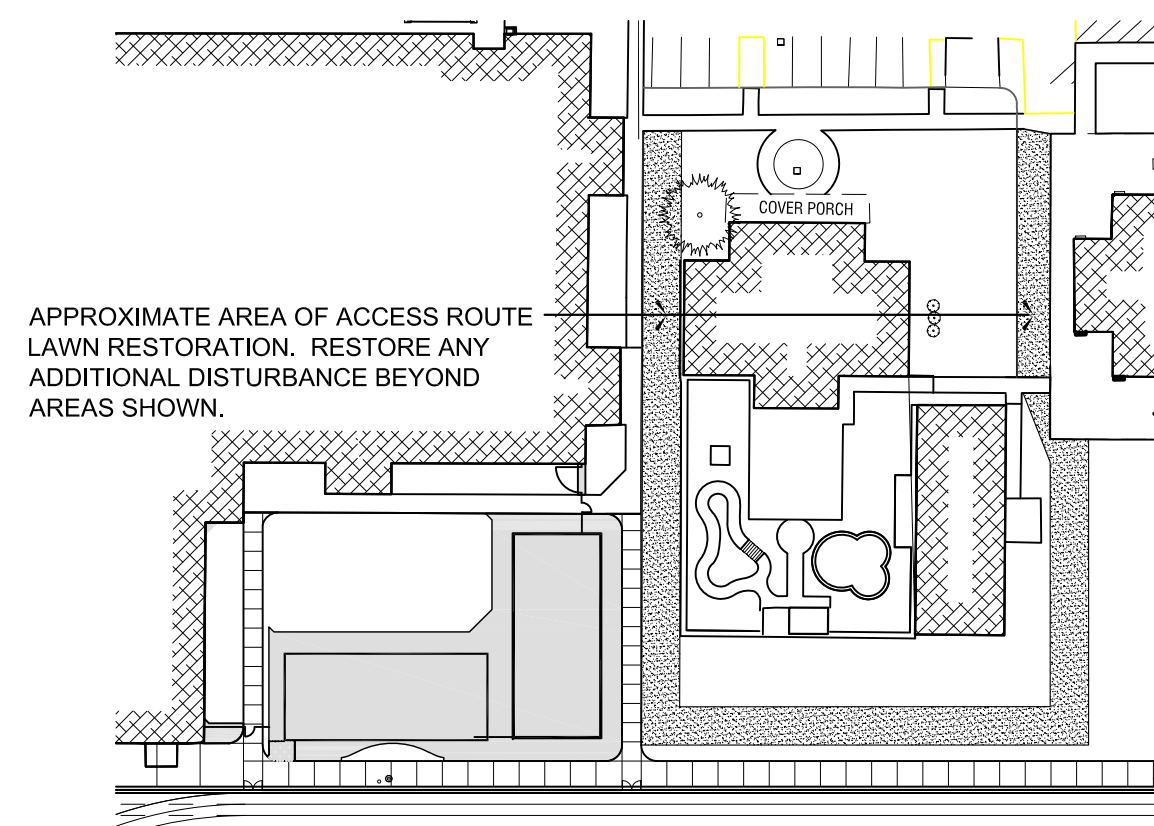 COVER PORCH
APPROXIMATE AREA OF ACCESS ROUTE
LAWN RESTORATION. RESTORE ANY
ADDITIONAL DISTURBANCE BEYOND
AREAS SHOWN.